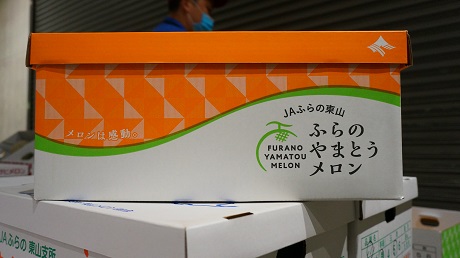 JAふらの東山
メロンは感動。
FURANO
YAMATOU
MELON
ふらの
やまとう
メロン
JAふらの 東山支所